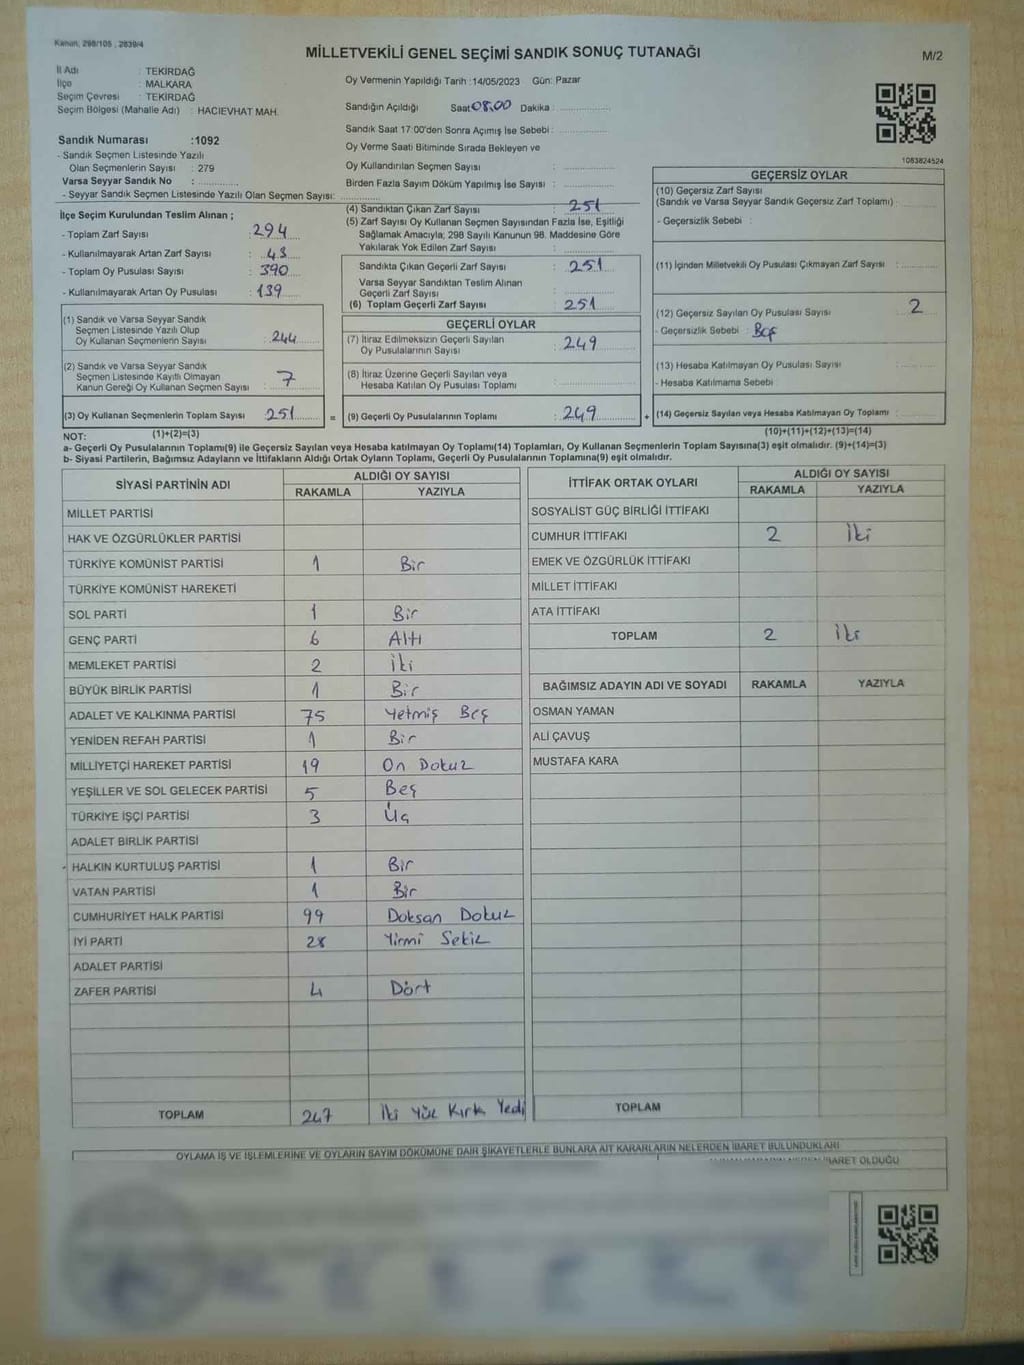 Kanun, 298/105 , 2839/4
MİLLETVEKİLİ GENEL SEÇİMİ SANDIK SONUÇ TUTANAĞI
M/2
İl Adı : TEKİRDAĞ
İlçe : MALKARA
Seçim Çevresi : TEKİRDAĞ
Seçim Bölgesi (Mahalle Adı) : HACIEVHAT MAH.
Sandık Numarası :1092
- Sandık Seçmen Listesinde Yazılı
Olan Seçmenlerin Sayısı : 279
Varsa Seyyar Sandık No :
- Seyyar Sandık Seçmen Listesinde Yazılı Olan Seçmen Sayısı:
Oy Vermenin Yapıldığı Tarih :14/05/2023 Gün: Pazar
Sandığın Açıldığı Saat 08.00 Dakika :
Sandık Saat 17:00'den Sonra Açımış İse Sebebi :
Oy Verme Saati Bitiminde Sırada Bekleyen ve
Oy Kullandırılan Seçmen Sayısı :
Birden Fazla Sayım Döküm Yapılmış İse Sayısı :
1083824524
İlçe Seçim Kurulundan Teslim Alınan ;
- Toplam Zarf Sayısı : 294
- Kullanılmayarak Artan Zarf Sayısı : 43
- Toplam Oy Pusulası Sayısı : 390
- Kullanılmayarak Artan Oy Pusulası : 139
(1) Sandık ve Varsa Seyyar Sandık
Seçmen Listesinde Yazılı Olup
Oy Kullanan Seçmenlerin Sayısı : 244
(2) Sandık ve Varsa Seyyar Sandık
Seçmen Listesinde Kayıtlı Olmayan
Kanun Gereği Oy Kullanan Seçmen Sayısı : 7
(3) Oy Kullanan Seçmenlerin Toplam Sayısı : 251 =
(1)+(2)=(3)
(4) Sandıktan Çıkan Zarf Sayısı : 251
(5) Zarf Sayısı Oy Kullanan Seçmen Sayısından Fazla İse, Eşitliği
Sağlamak Amacıyla; 298 Sayılı Kanunun 98. Maddesine Göre
Yakılarak Yok Edilen Zarf Sayısı :
Sandıkta Çıkan Geçerli Zarf Sayısı : 251
Varsa Seyyar Sandıktan Teslim Alınan
Geçerli Zarf Sayısı :
(6) Toplam Geçerli Zarf Sayısı : 251
GEÇERLİ OYLAR
(7) İtiraz Edilmeksizin Geçerli Sayılan
Oy Pusulalarının Sayısı : 249
(8) İtiraz Üzerine Geçerli Sayılan veya
Hesaba Katılan Oy Pusulası Toplamı :
(9) Geçerli Oy Pusulalarının Toplamı : 249 +
GEÇERSİZ OYLAR
(10) Geçersiz Zarf Sayısı
(Sandık ve Varsa Seyyar Sandık Geçersiz Zarf Toplamı) :
- Geçersizlik Sebebi :
(11) İçinden Milletvekili Oy Pusulası Çıkmayan Zarf Sayısı :
(12) Geçersiz Sayılan Oy Pusulası Sayısı : 2
- Geçersizlik Sebebi :
(13) Hesaba Katılmayan Oy Pusulası Sayısı :
- Hesaba Katılmama Sebebi :
(14) Geçersiz Sayılan veya Hesaba Katılmayan Oy Toplamı :
(10)+(11)+(12)+(13)=(14)
NOT:
a- Geçerli Oy Pusulalarının Toplamı(9) ile Geçersiz Sayılan veya Hesaba katılmayan Oy Toplamı(14) Toplamları, Oy Kullanan Seçmenlerin Toplam Sayısına(3) eşit olmalıdır. (9)+(14)=(3)
b- Siyasi Partilerin, Bağımsız Adayların ve İttifakların Aldığı Ortak Oyların Toplamı, Geçerli Oy Pusulalarının Toplamına(9) eşit olmalıdır.
SİYASİ PARTİNİN ADI ALDIĞI OY SAYISI
RAKAMLA YAZIYLA
MİLLET PARTİSİ
HAK VE ÖZGÜRLÜKLER PARTİSİ
TÜRKİYE KOMÜNİST PARTİSİ 1 Bir
TÜRKİYE KOMÜNİST HAREKETİ
SOL PARTİ 1 Bir
GENÇ PARTİ 6 Altı
MEMLEKET PARTİSİ 2 İki
BÜYÜK BİRLİK PARTİSİ 1 Bir
ADALET VE KALKINMA PARTİSİ 75 Yetmiş Beş
YENİDEN REFAH PARTİSİ 1 Bir
MİLLİYETÇİ HAREKET PARTİSİ 19 On Dokuz
YEŞİLLER VE SOL GELECEK PARTİSİ 5 Beş
TÜRKİYE İŞÇİ PARTİSİ 3 Üç
ADALET BİRLİK PARTİSİ
HALKIN KURTULUŞ PARTİSİ 1 Bir
VATAN PARTİSİ 1 Bir
CUMHURİYET HALK PARTİSİ 99 Doksan Dokuz
İYİ PARTİ 28 Yirmi Sekiz
ADALET PARTİSİ
ZAFER PARTİSİ 4 Dört
TOPLAM 247 İki Yüz Kırk Yedi
İTTİFAK ORTAK OYLARI ALDIĞI OY SAYISI
RAKAMLA YAZIYLA
SOSYALİST GÜÇ BİRLİĞİ İTTİFAKI
CUMHUR İTTİFAKI 2 İki
EMEK VE ÖZGÜRLÜK İTTİFAKI
MİLLET İTTİFAKI
ATA İTTİFAKI
TOPLAM 2 İki
BAĞIMSIZ ADAYIN ADI VE SOYADI RAKAMLA YAZIYLA
OSMAN YAMAN
ALİ ÇAVUŞ
MUSTAFA KARA
TOPLAM
OYLAMA İŞ VE İŞLEMLERİNE VE OYLARIN SAYIM DÖKÜMÜNE DAİR ŞİKAYETLERLE BUNLARA AİT KARARLARIN NELERDEN İBARET BULUNDUKLARI
İBARET OLDUĞU